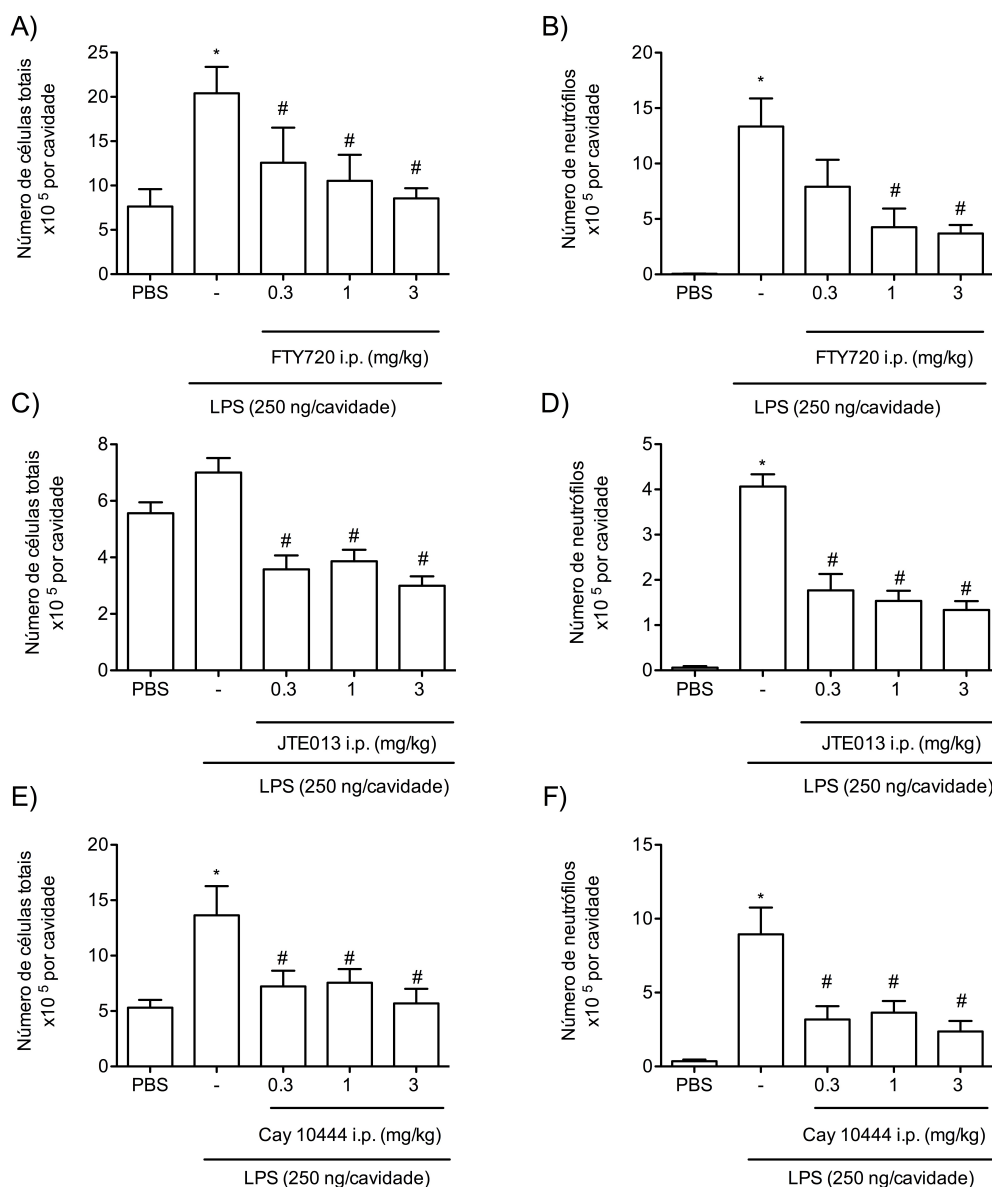 A)
Número de células totais
x10 5 por cavidade
25
20
15
10
5
0
*
#
#
#
PBS
-
0.3
1
3
FTY720 i.p. (mg/kg)
LPS (250 ng/cavidade)
B)
Número de neutrófilos
x10 5 por cavidade
20
15
10
5
0
*
#
#
PBS
-
0.3
1
3
FTY720 i.p. (mg/kg)
LPS (250 ng/cavidade)
C)
Número de células totais
x10 5 por cavidade
8
6
4
2
0
#
#
#
PBS
-
0.3
1
3
JTE013 i.p. (mg/kg)
LPS (250 ng/cavidade)
D)
Número de neutrófilos
x10 5 por cavidade
5
4
3
2
1
0
*
#
#
#
PBS
-
0.3
1
3
JTE013 i.p. (mg/kg)
LPS (250 ng/cavidade)
E)
Número de células totais
x10 5 por cavidade
20
15
10
5
0
*
#
#
#
PBS
-
0.3
1
3
Cay 10444 i.p. (mg/kg)
LPS (250 ng/cavidade)
F)
Número de neutrófilos
x10 5 por cavidade
15
10
5
0
*
#
#
#
PBS
-
0.3
1
3
Cay 10444 i.p. (mg/kg)
LPS (250 ng/cavidade)